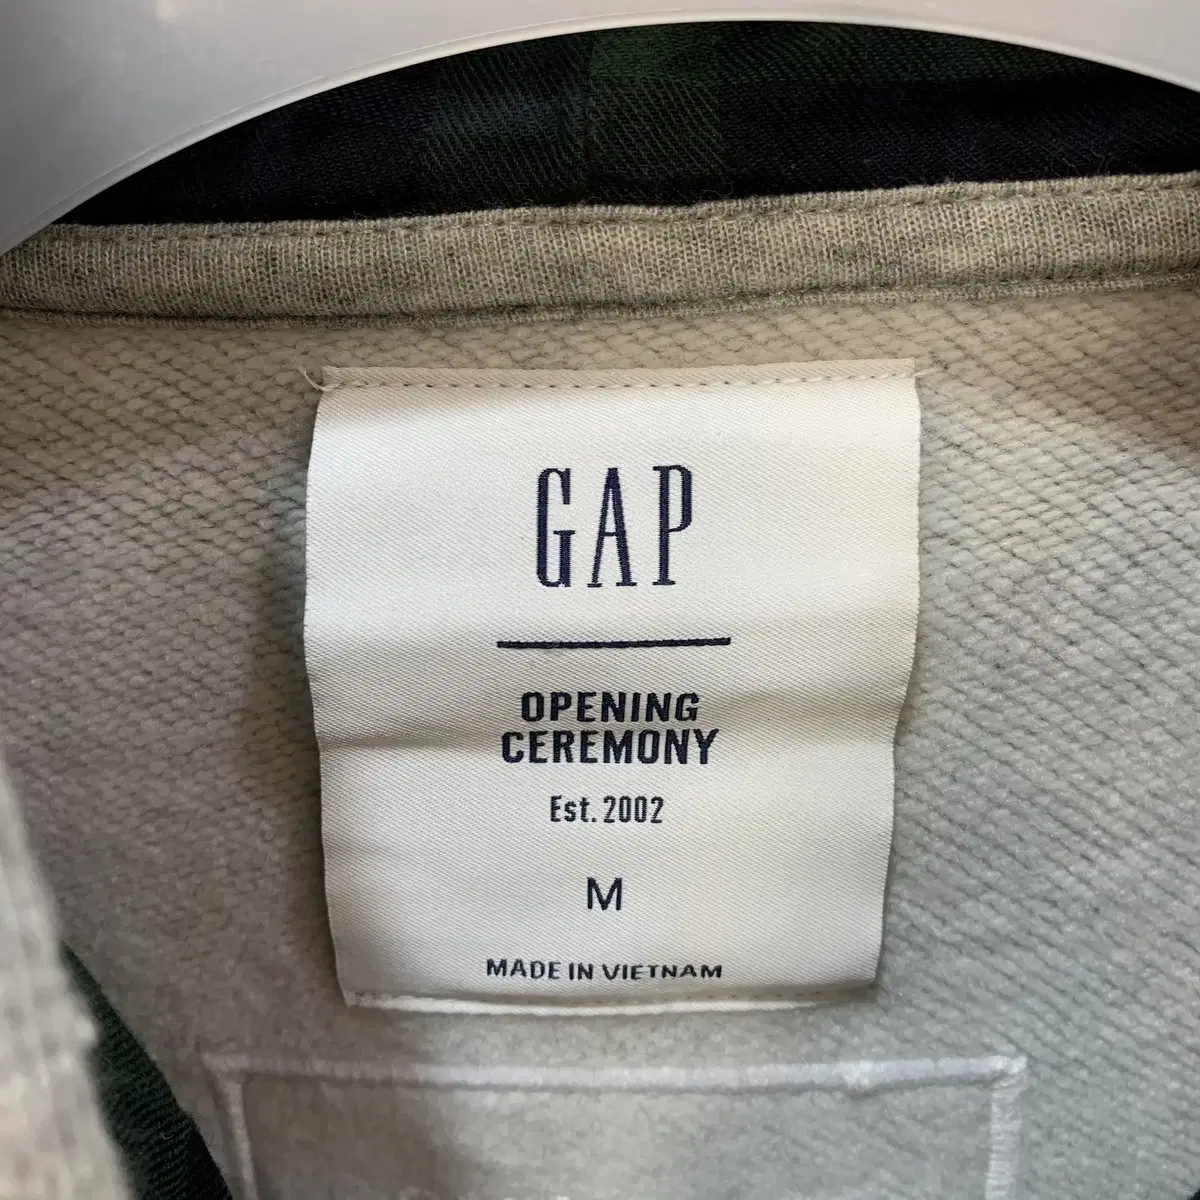 GAP
OPENING
CEREMONY
Est. 2002
M
MADE IN VIETNAM